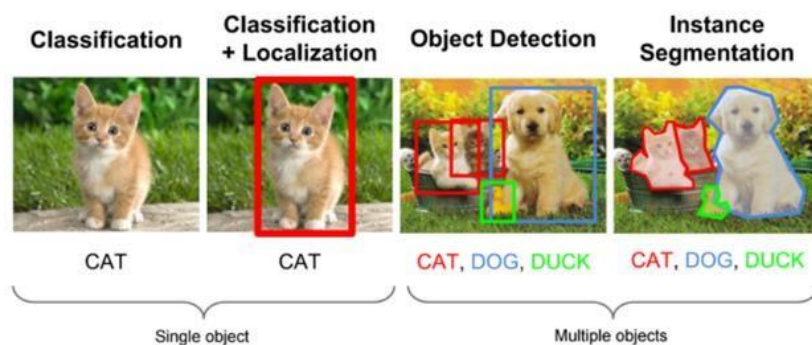 Classification
Classification
+ Localization
Object Detection
Instance
Segmentation
CAT
CAT
CAT, DOG, DUCK
CAT, DOG, DUCK
Single object
Multiple objects